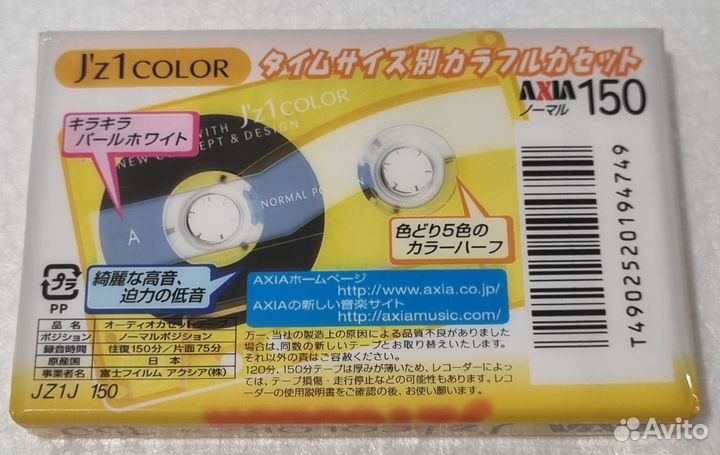 J'z1 COLOR
タイムサイズ別カラフルカセット
AXIA
ノーマル 150
キラキラ
パールホワイト
J'z1 COLOR
WITH
NEW CONCEPT & DESIGN
NORMAL PO
A
色どり5色の
カラーハーフ
綺麗な高音、
迫力の低音
プラ
PP
AXIAホームページ
http://www.axia.co.jp/
AXIAの新しい音楽サイト
http://axiamusic.com/
T4902520194749
品名 オーディオカセットテープ
ポジション ノーマルポジション
録音時間 往復150分/片面75分
原産国 日本
事業者名 富士フイルム アクシア(株)
JZ1J 150
万一、当社の製造上の原因による品質不良がありました
場合は、同数の新しいテープとお取り替えいたします。
それ以外の責はご容赦ください。
120分、150分テープは厚みが薄いため、レコーダーによっ
ては、テープ損傷・走行停止などの可能性もあります。レコ
ーダーの使用説明書をご確認の後、お使い願います。
Avito